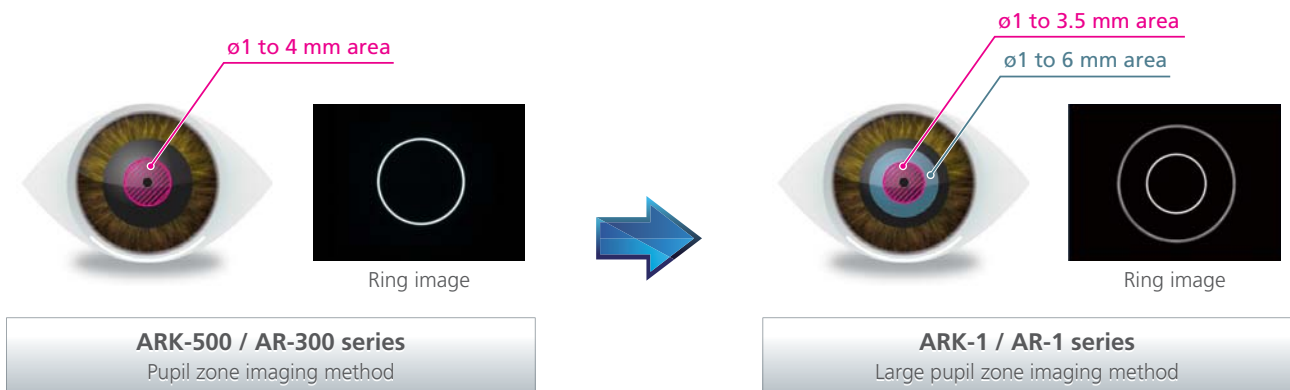 ø1 to 4 mm area
Ring image
ARK-500 / AR-300 series
Pupil zone imaging method
ø1 to 3.5 mm area
ø1 to 6 mm area
Ring image
ARK-1 / AR-1 series
Large pupil zone imaging method